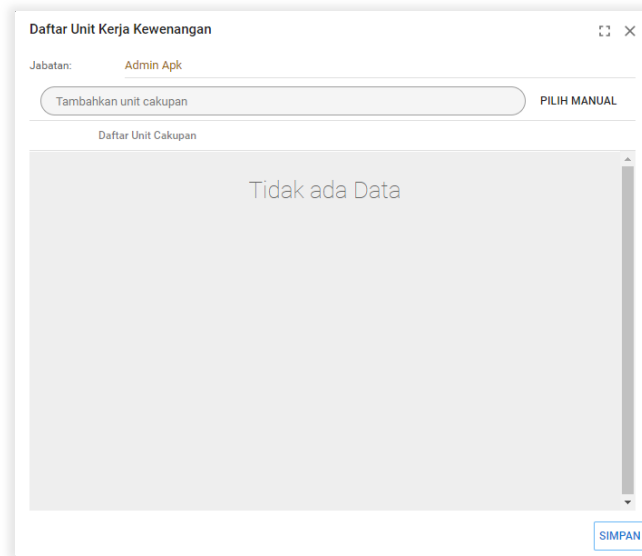 Daftar Unit Kerja Kewenangan
Jabatan: Admin Apk
Tambahkan unit cakupan PILIH MANUAL
Daftar Unit Cakupan
Tidak ada Data
SIMPAN